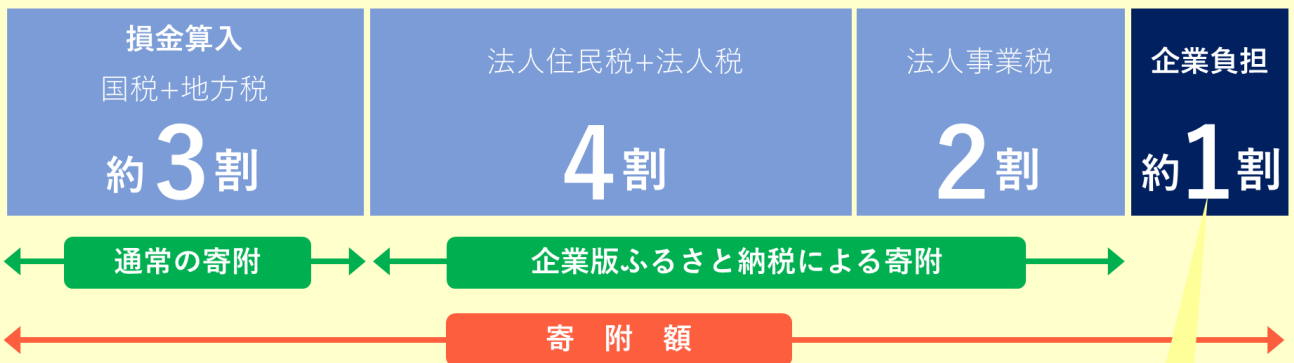 損金算入
国税+地方税
約3割
法人住民税+法人税
4割
法人事業税
2割
企業負担
約1割
通常の寄附
企業版ふるさと納税による寄附
寄附額